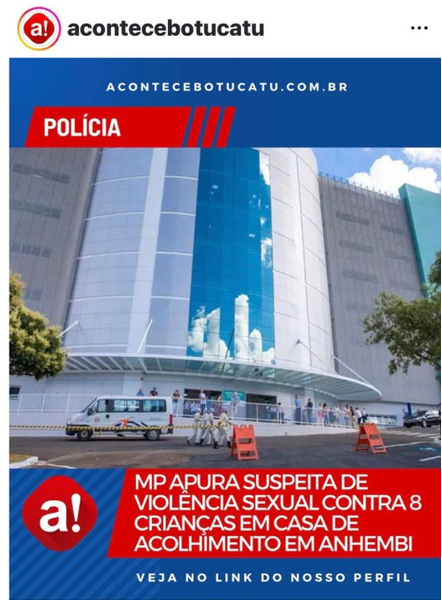 a! acontecebotucatu ...
ACONTECEBOTUCATU.COM.BR
POLÍCIA
MP APURA SUSPEITA DE
VIOLÊNCIA SEXUAL CONTRA 8
CRIANÇAS EM CASA DE
ACOLHIMENTO EM ANHEMBI
a!
VEJA NO LINK DO NOSSO PERFIL